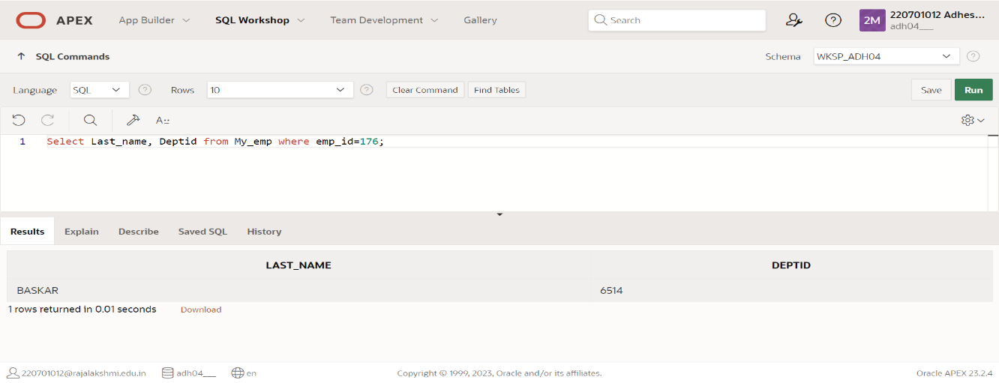 APEX App Builder SQL Workshop Team Development Gallery Search 2M 220701012 Adhes...
adh04___
SQL Commands Schema WKSP_ADH04 ?
Language SQL ? Rows 10 ? Clear Command Find Tables Save Run
A::
1 Select Last_name, Deptid from My_emp where emp_id=176;
Results Explain Describe Saved SQL History
LAST_NAME DEPTID
BASKAR 6514
1 rows returned in 0.01 seconds Download
220701012@rajalakshmi.edu.in adh04___ en Copyright © 1999, 2023, Oracle and/or its affiliates. Oracle APEX 23.2.4